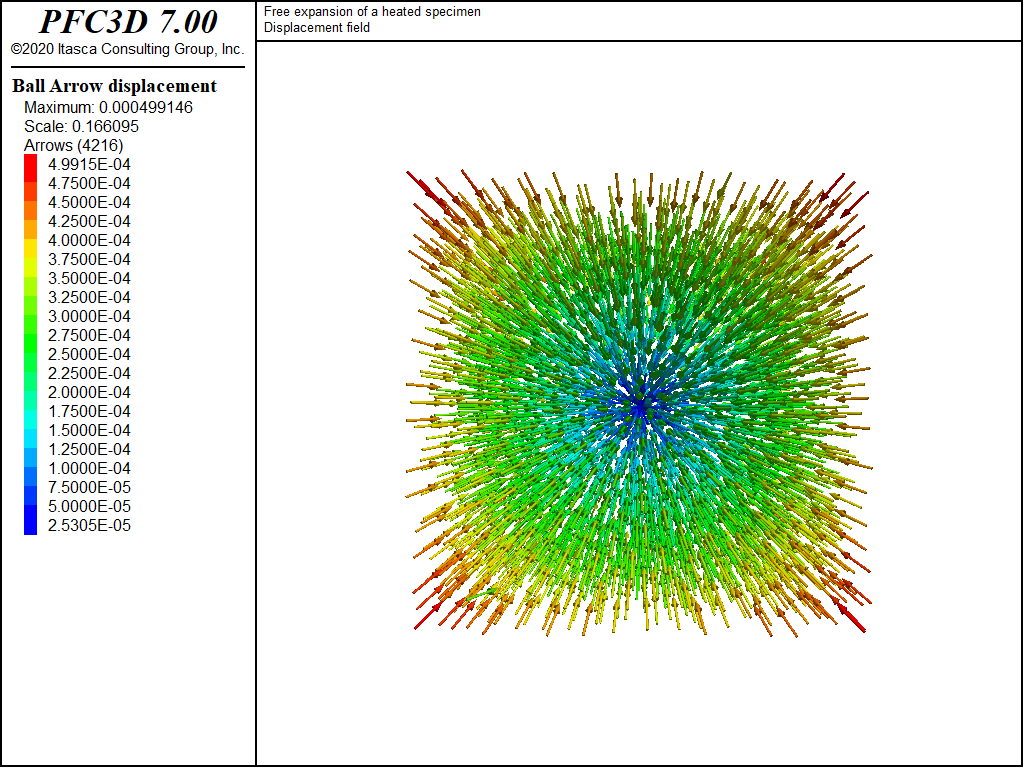 PFC3D 7.00
©2020 Itasca Consulting Group, Inc.
Ball Arrow displacement
Maximum: 0.000499146
Scale: 0.166095
Arrows (4216)
4.9915E-04
4.7500E-04
4.5000E-04
4.2500E-04
4.0000E-04
3.7500E-04
3.5000E-04
3.2500E-04
3.0000E-04
2.7500E-04
2.5000E-04
2.2500E-04
2.0000E-04
1.7500E-04
1.5000E-04
1.2500E-04
1.0000E-04
7.5000E-05
5.0000E-05
2.5305E-05
Free expansion of a heated specimen
Displacement field